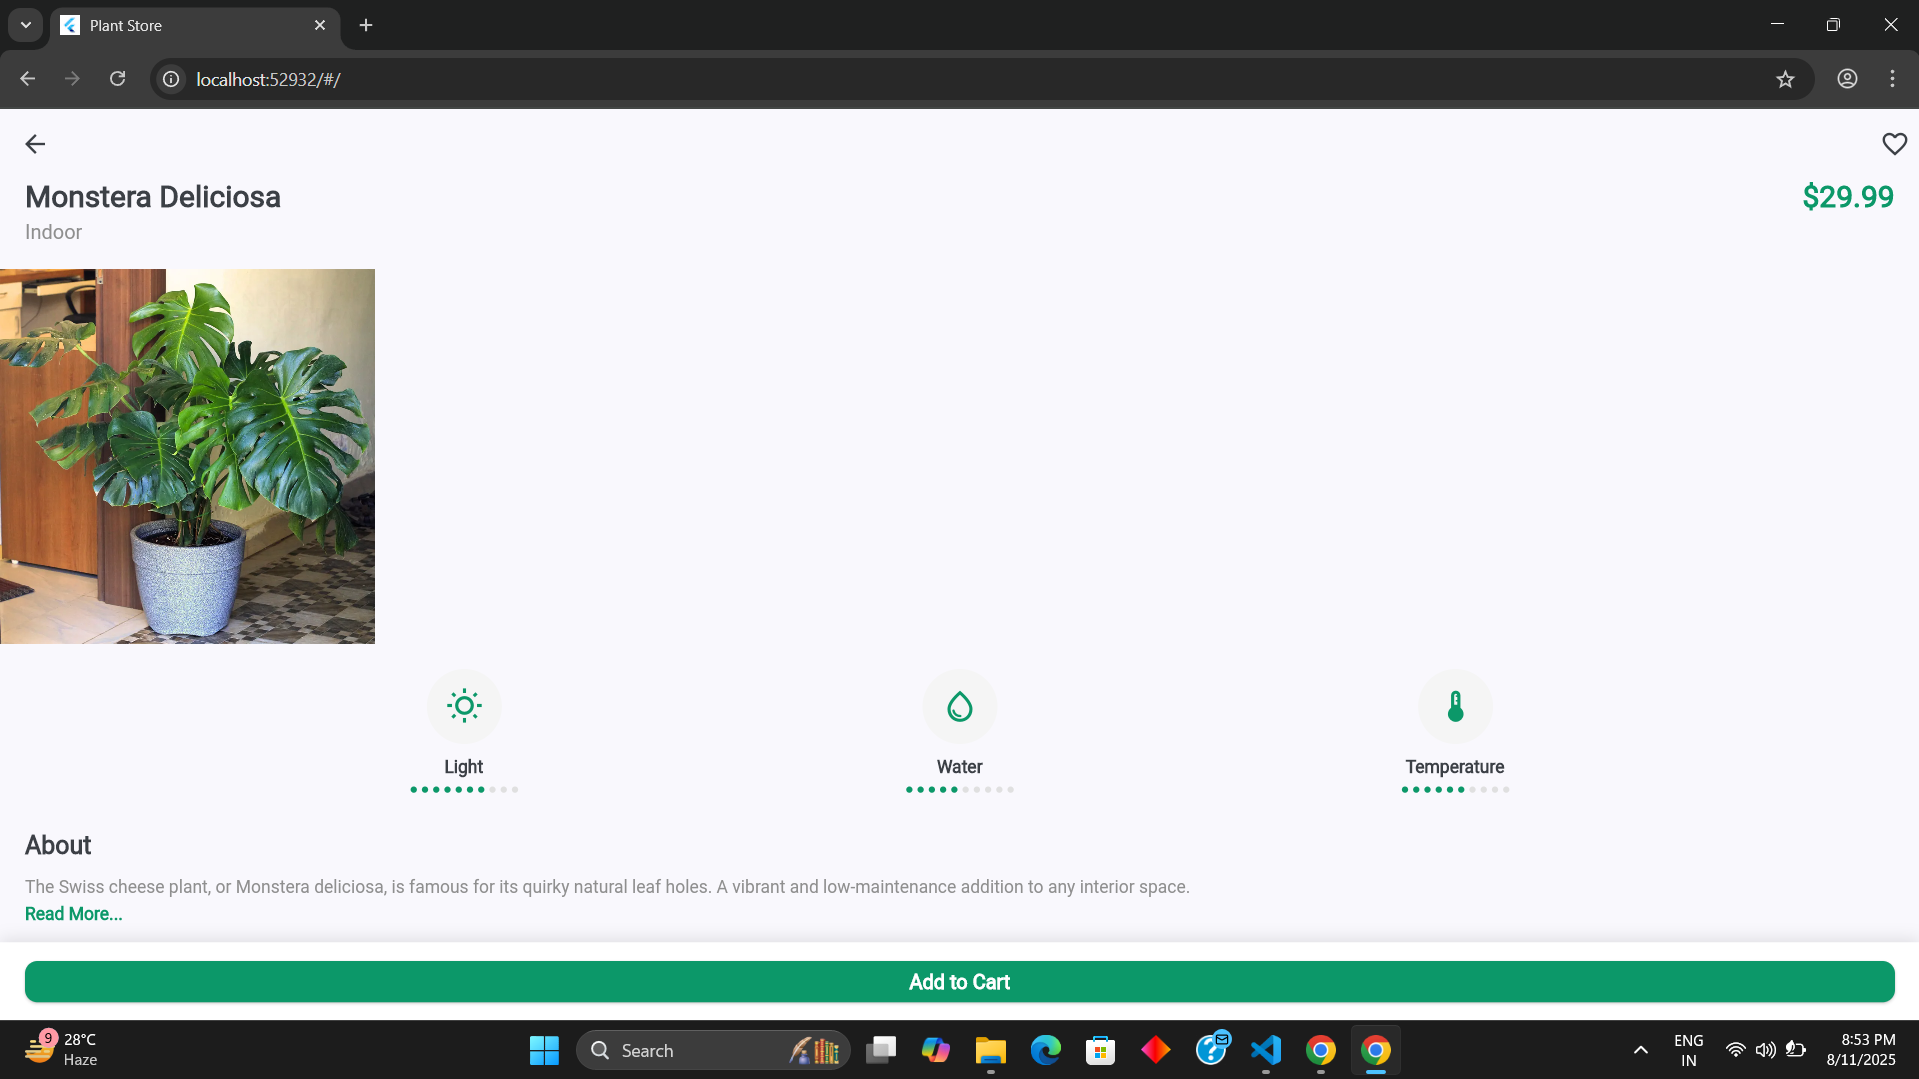 Plant Store
localhost:52932/#/
Monstera Deliciosa
$29.99
Indoor
Light
Water
Temperature
About
The Swiss cheese plant, or Monstera deliciosa, is famous for its quirky natural leaf holes. A vibrant and low-maintenance addition to any interior space.
Read More...
Add to Cart
9
28°C
Haze
Search
ENG
IN
8:53 PM
8/11/2025